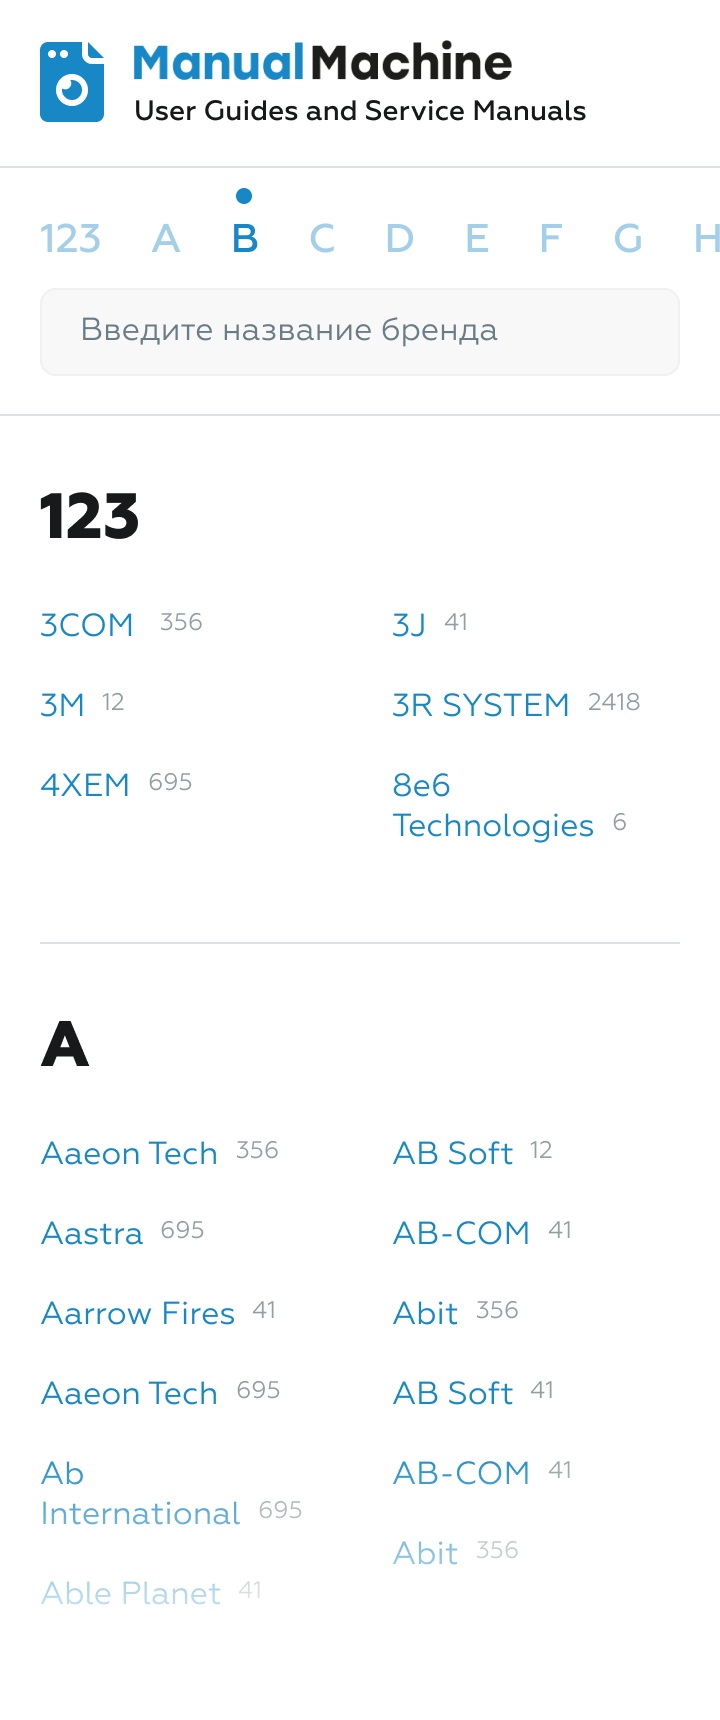 ManualMachine
User Guides and Service Manuals
123 A B C D E F G H
Введите название бренда
123
3COM 356
3J 41
3M 12
3R SYSTEM 2418
4XEM 695
8e6
Technologies 6
A
Aaeon Tech 356
AB Soft 12
Aastra 695
AB-COM 41
Aarrow Fires 41
Abit 356
Aaeon Tech 695
AB Soft 41
Ab
International 695
AB-COM 41
Abit 356
Able Planet 41